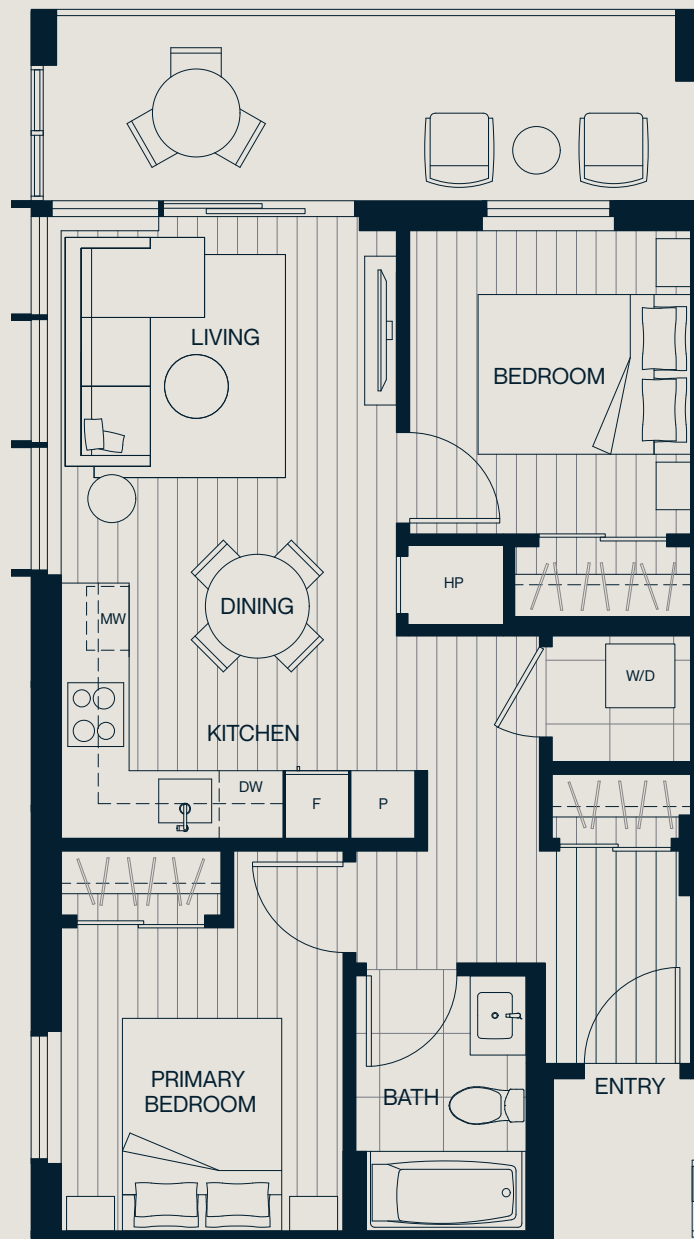 LIVING
BEDROOM
HP
MW
DINING
W/D
KITCHEN
DW
F
P
PRIMARY
BEDROOM
BATH
ENTRY